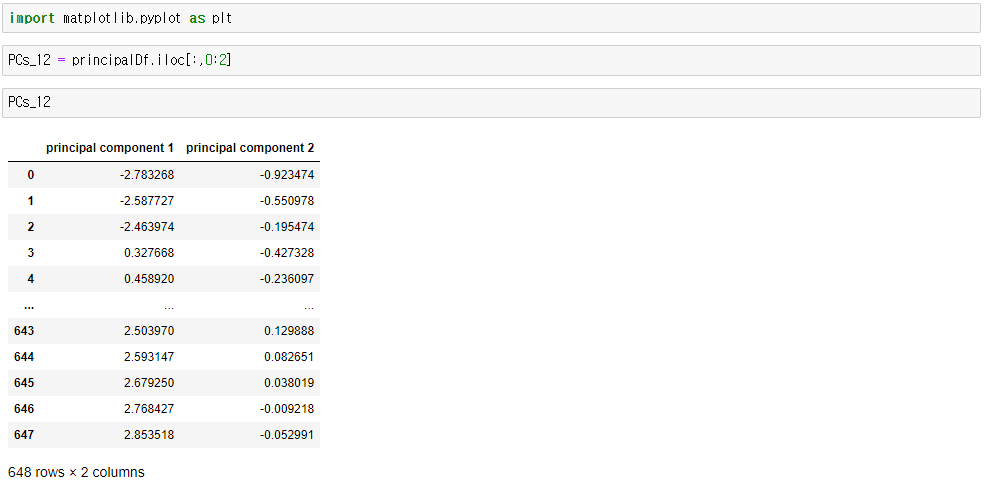 import matplotlib.pyplot as plt
PCs_12 = principalDf.iloc[:,0:2]
PCs_12
principal component 1 principal component 2
0 -2.783268 -0.923474
1 -2.587727 -0.550978
2 -2.463974 -0.195474
3 0.327668 -0.427328
4 0.458920 -0.236097
... ... ...
643 2.503970 0.129888
644 2.593147 0.082651
645 2.679250 0.038019
646 2.768427 -0.009218
647 2.853518 -0.052991
648 rows × 2 columns